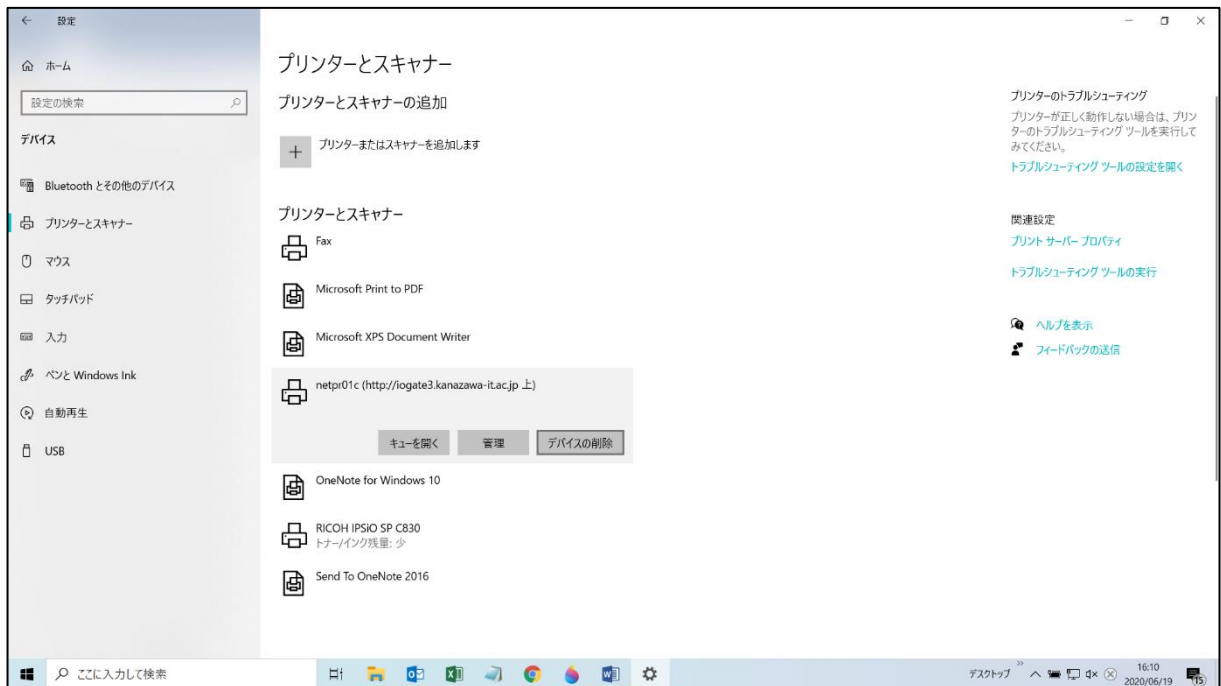 設定
ホーム
設定の検索
デバイス
Bluetooth とその他のデバイス
プリンターとスキャナー
マウス
タッチパッド
入力
ペンと Windows Ink
自動再生
USB
プリンターとスキャナー
プリンターとスキャナーの追加
プリンターまたはスキャナーを追加します
プリンターとスキャナー
Fax
Microsoft Print to PDF
Microsoft XPS Document Writer
netpr01c (http://iogate3.kanazawa-it.ac.jp 上)
キューを開く 管理 デバイスの削除
OneNote for Windows 10
RICOH IPSiO SP C830
トナー/インク残量: 少
Send To OneNote 2016
プリンターのトラブルシューティング
プリンターが正しく動作しない場合は、プリン
ターのトラブルシューティング ツールを実行して
みてください。
トラブルシューティング ツールの設定を開く
関連設定
プリント サーバー プロパティ
トラブルシューティング ツールの実行
ヘルプを表示
フィードバックの送信
ここに入力して検索
デスクトップ
16:10
2020/06/19
15